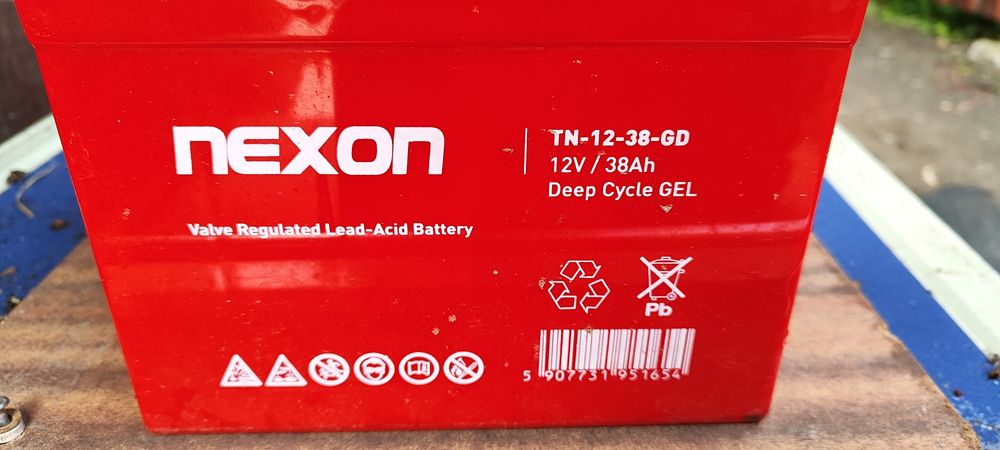 nexon
TN-12-38-GD
12V / 38Ah
Deep Cycle GEL
Valve Regulated Lead-Acid Battery
Pb
5 907731 951654